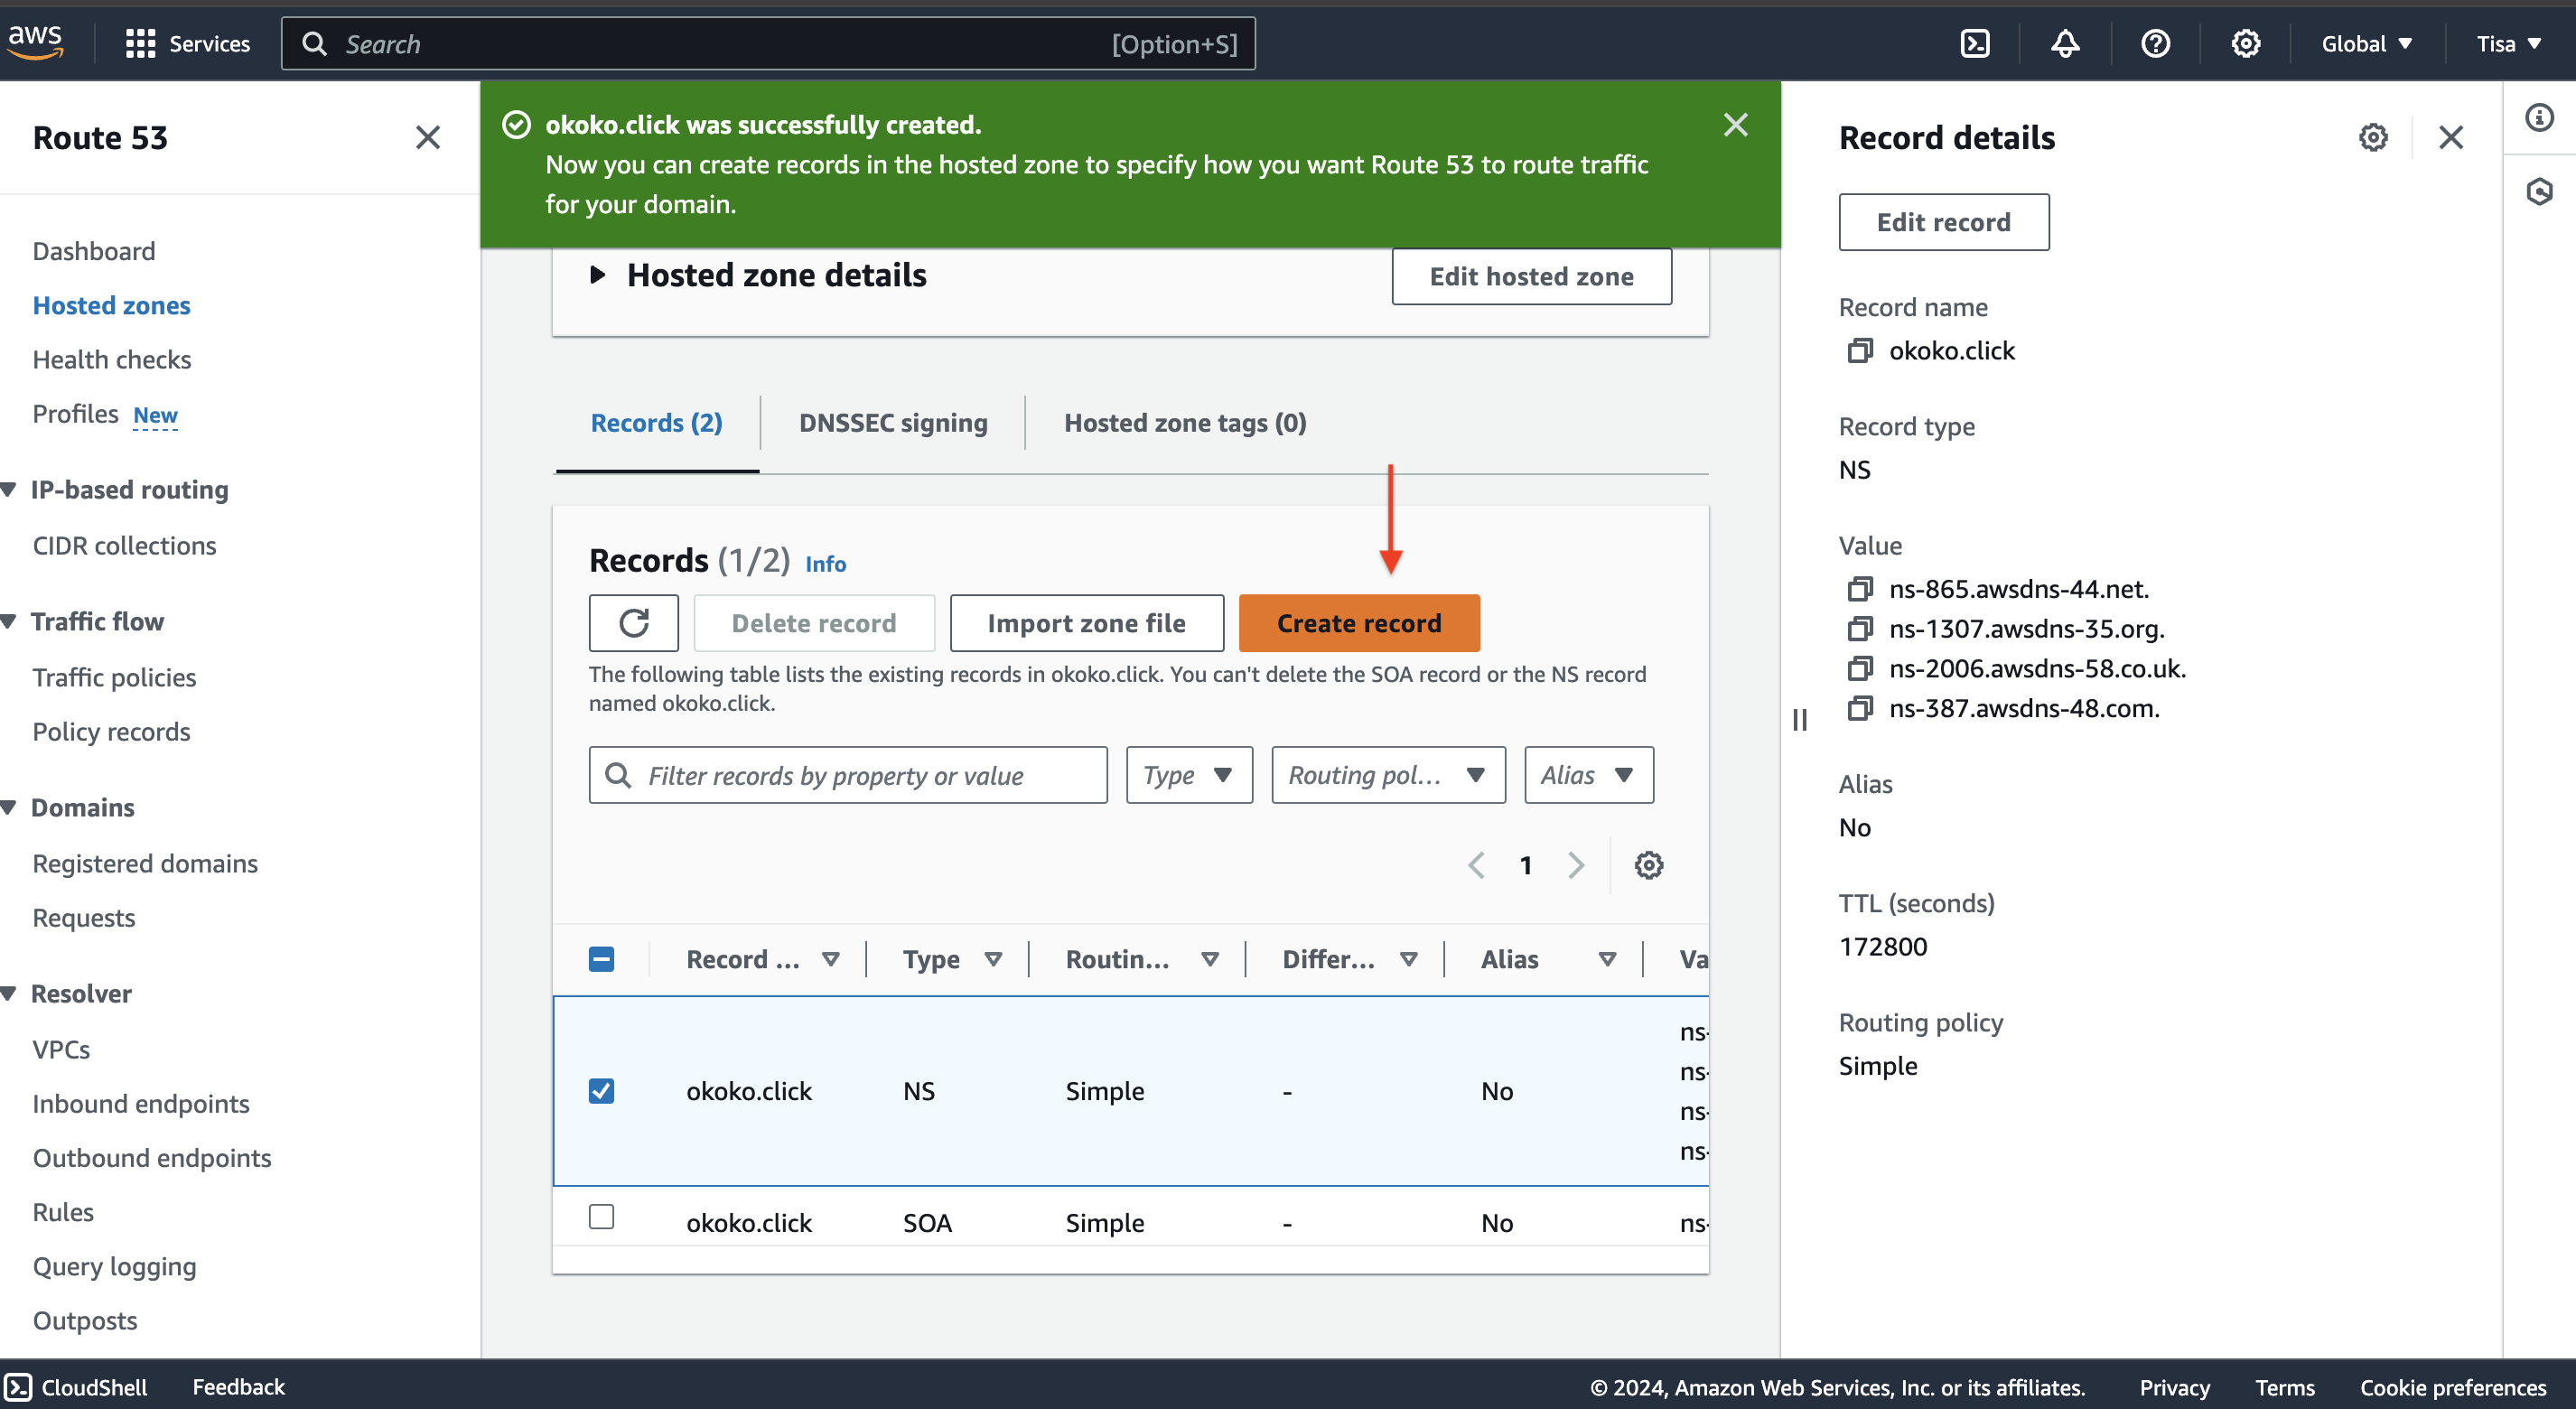 aws
Services
Search
[Option+S]
Global
Tisa
Route 53
Dashboard
Hosted zones
Health checks
Profiles New
IP-based routing
CIDR collections
Traffic flow
Traffic policies
Policy records
Domains
Registered domains
Requests
Resolver
VPCs
Inbound endpoints
Outbound endpoints
Rules
Query logging
Outposts
okoko.click was successfully created.
Now you can create records in the hosted zone to specify how you want Route 53 to route traffic
for your domain.
Hosted zone details
Edit hosted zone
Records (2)
DNSSEC signing
Hosted zone tags (0)
Records (1/2) Info
Delete record
Import zone file
Create record
The following table lists the existing records in okoko.click. You can't delete the SOA record or the NS record
named okoko.click.
Filter records by property or value
Type
Routing pol...
Alias
1
Record ... Type Routin... Differ... Alias Va
okoko.click NS Simple - No ns-
ns-
ns-
ns-
okoko.click SOA Simple - No ns-
Record details
Edit record
Record name
okoko.click
Record type
NS
Value
ns-865.awsdns-44.net.
ns-1307.awsdns-35.org.
ns-2006.awsdns-58.co.uk.
ns-387.awsdns-48.com.
Alias
No
TTL (seconds)
172800
Routing policy
Simple
CloudShell
Feedback
© 2024, Amazon Web Services, Inc. or its affiliates.
Privacy
Terms
Cookie preferences